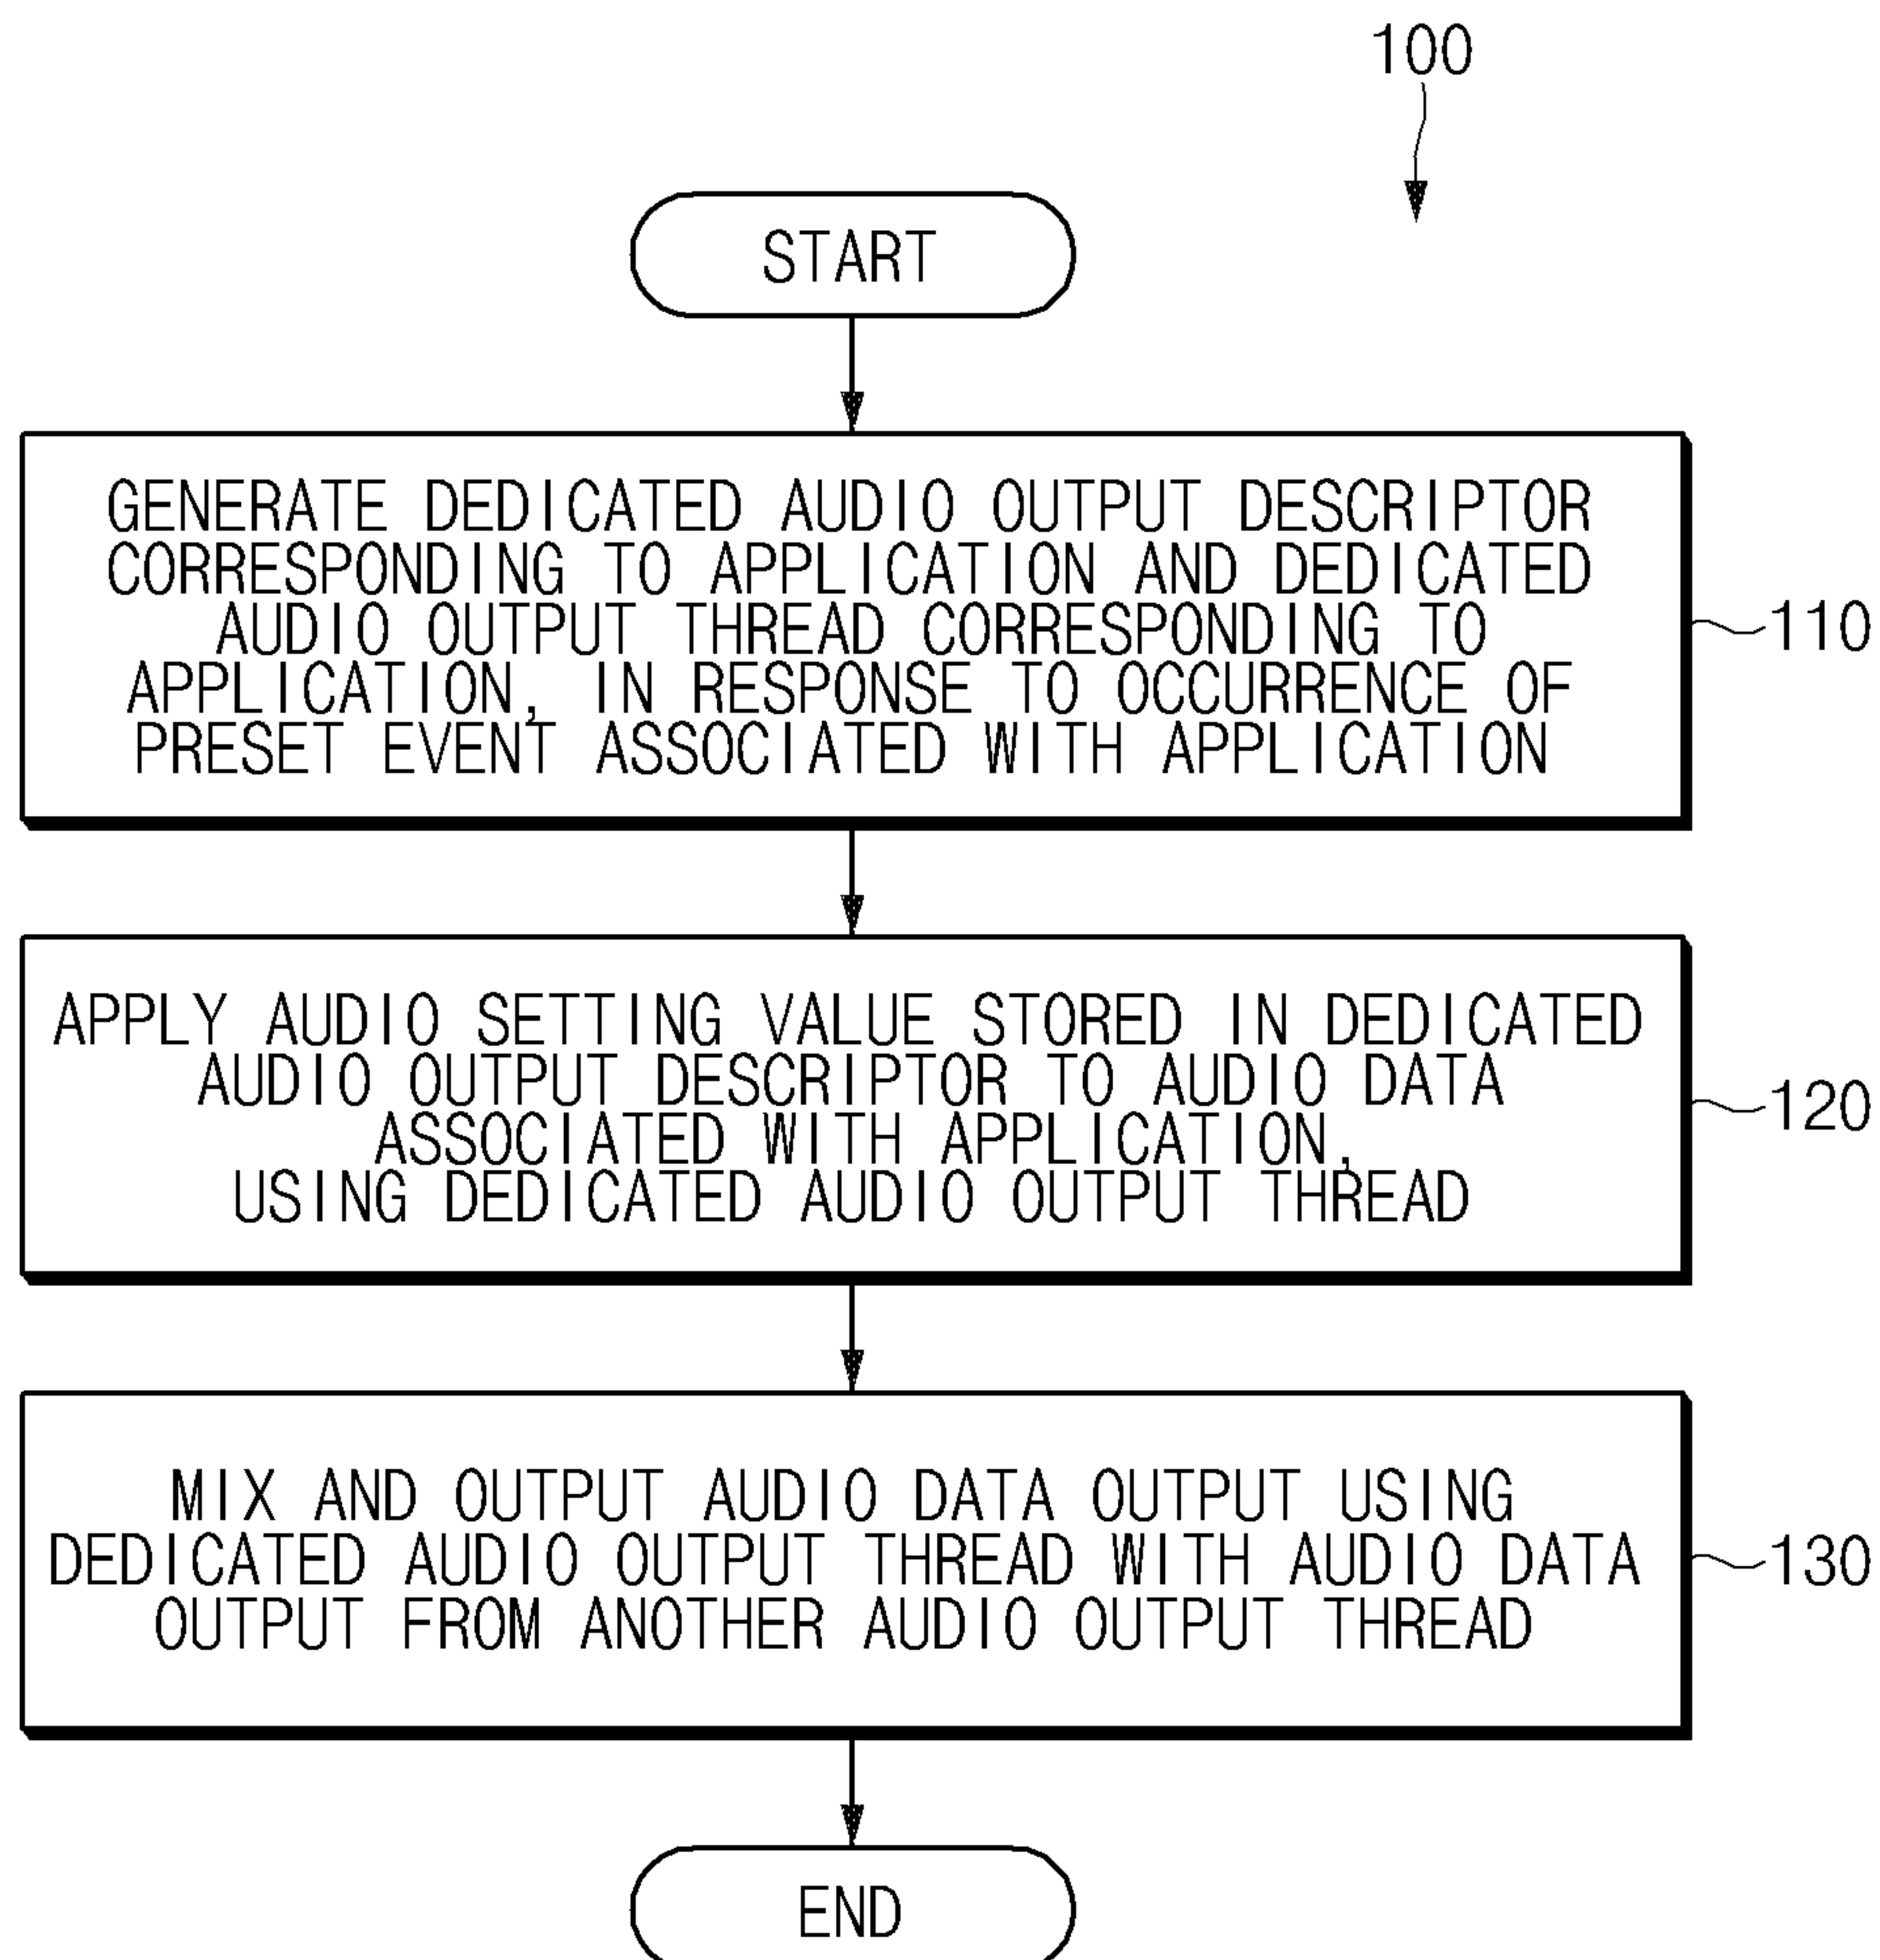 100
START
GENERATE DEDICATED AUDIO OUTPUT DESCRIPTOR
CORRESPONDING TO APPLICATION AND DEDICATED
AUDIO OUTPUT THREAD CORRESPONDING TO
APPLICATION, IN RESPONSE TO OCCURRENCE OF
PRESET EVENT ASSOCIATED WITH APPLICATION
110
APPLY AUDIO SETTING VALUE STORED IN DEDICATED
AUDIO OUTPUT DESCRIPTOR TO AUDIO DATA
ASSOCIATED WITH APPLICATION,
USING DEDICATED AUDIO OUTPUT THREAD
120
MIX AND OUTPUT AUDIO DATA OUTPUT USING
DEDICATED AUDIO OUTPUT THREAD WITH AUDIO DATA
OUTPUT FROM ANOTHER AUDIO OUTPUT THREAD
130
END